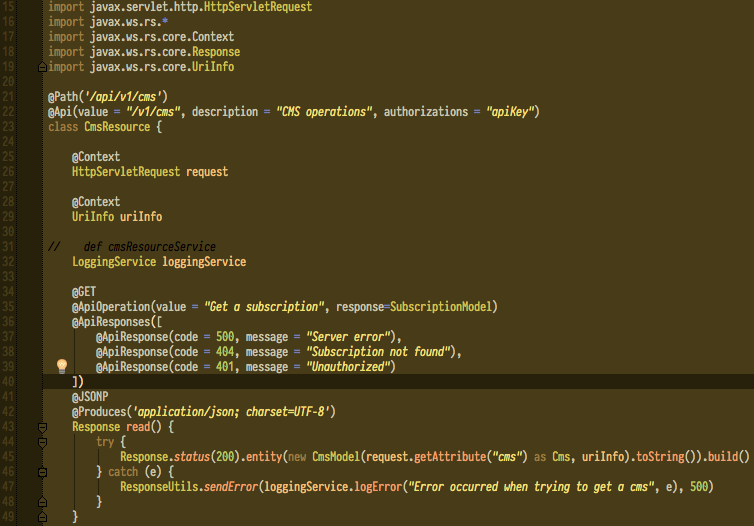 15 import javax.servlet.http.HttpServletRequest
16 import javax.ws.rs.*
17 import javax.ws.rs.core.Context
18 import javax.ws.rs.core.Response
19 import javax.ws.rs.core.UriInfo
20
21 @Path('/api/v1/cms')
22 @Api(value = "/v1/cms", description = "CMS operations", authorizations = "apiKey")
23 class CmsResource {
24
25 @Context
26 HttpServletRequest request
27
28 @Context
29 UriInfo uriInfo
30
31 // def cmsResourceService
32 LoggingService loggingService
33
34 @GET
35 @ApiOperation(value = "Get a subscription", response=SubscriptionModel)
36 @ApiResponses([
37 @ApiResponse(code = 500, message = "Server error"),
38 @ApiResponse(code = 404, message = "Subscription not found"),
39 @ApiResponse(code = 401, message = "Unauthorized")
40 ])
41 @JSONP
42 @Produces('application/json; charset=UTF-8')
43 Response read() {
44 try {
45 Response.status(200).entity(new CmsModel(request.getAttribute("cms") as Cms, uriInfo).toString()).build()
46 } catch (e) {
47 ResponseUtils.sendError(loggingService.logError("Error occurred when trying to get a cms", e), 500)
48 }
49 }